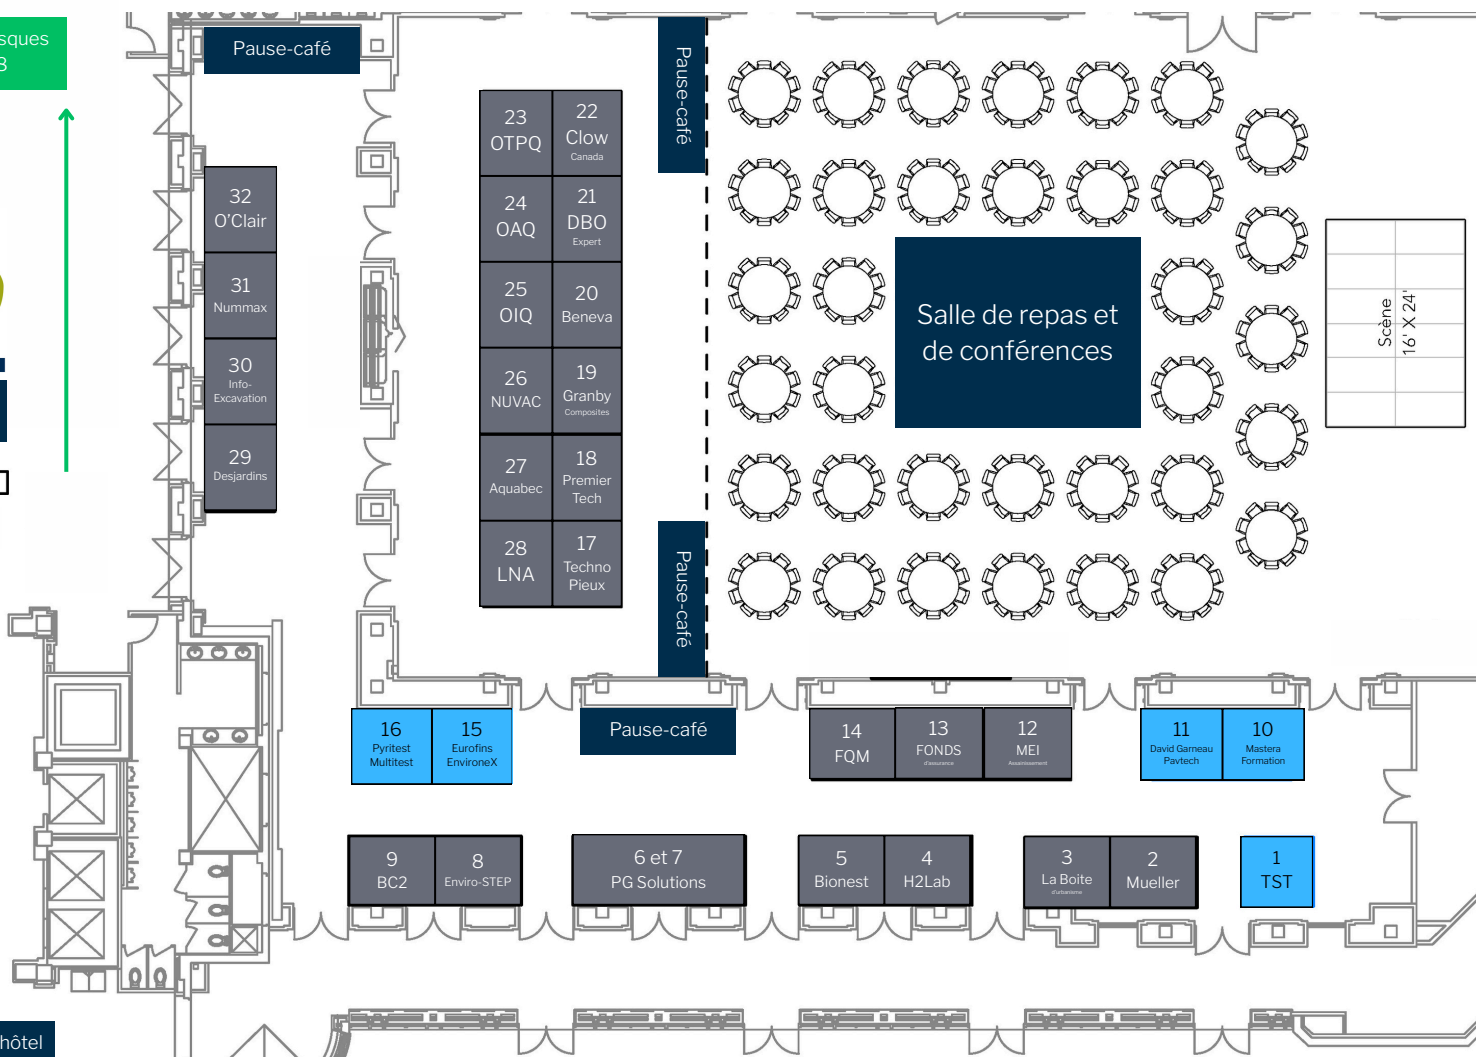 sques
3
Pause-café
Pause-café
23
OTPQ
22
Clow
Canada
24
OAQ
21
DBO
Expert
25
OIQ
20
Beneva
26
NUVAC
19
Granby
Composites
27
Aquabec
18
Premier
Tech
28
LNA
17
Techno
Pieux
32
O'Clair
31
Nummax
30
Info-
Excavation
29
Desjardins
Salle de repas et
de conférences
Scène
16' X 24'
Pause-café
16
Pyritest
Multitest
15
Eurofins
EnvironeX
Pause-café
14
FQM
13
FONDS
d'assurance
12
MEI
Assainissement
11
David Garneau
Pavtech
10
Mastera
Formation
9
BC2
8
Enviro-STEP
6 et 7
PG Solutions
5
Bionest
4
H2Lab
3
La Boite
d'urbanisme
2
Mueller
1
TST
hôtel